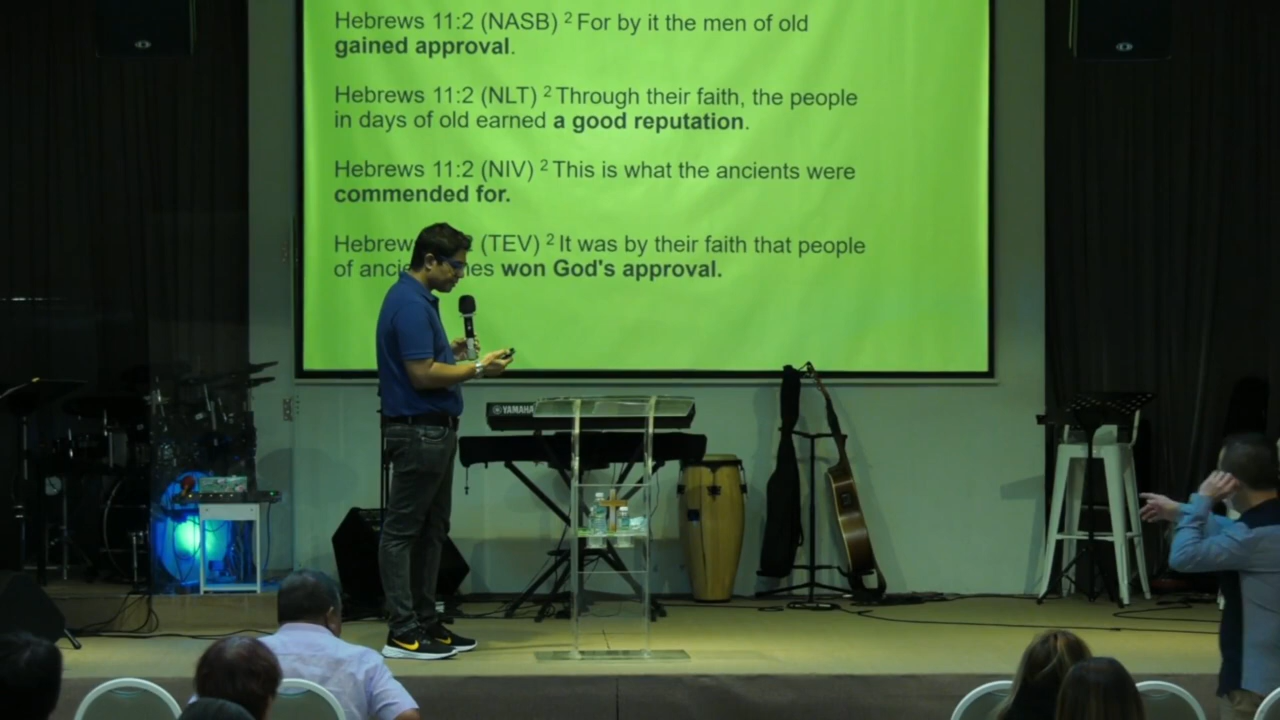 Hebrews 11:2 (NASB) ² For by it the men of old
gained approval.
Hebrews 11:2 (NLT) ² Through their faith, the people
in days of old earned a good reputation.
Hebrews 11:2 (NIV) ² This is what the ancients were
commended for.
(TEV) ² It was by their faith that people
of won God's approval.
YAMAHA